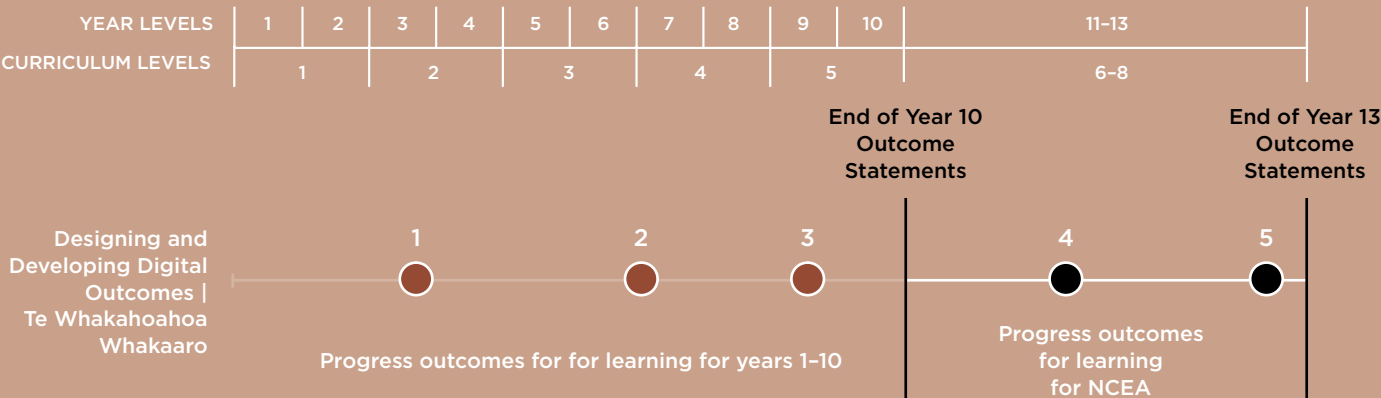 YEAR LEVELS 1 2 3 4 5 6 7 8 9 10 11–13
CURRICULUM LEVELS 1 2 3 4 5 6–8
End of Year 10
Outcome
Statements
End of Year 13
Outcome
Statements
Designing and
Developing Digital
Outcomes |
Te Whakahoahoa
Whakaaro
1 2 3 4 5
Progress outcomes for for learning for years 1–10
Progress outcomes
for learning
for NCEA